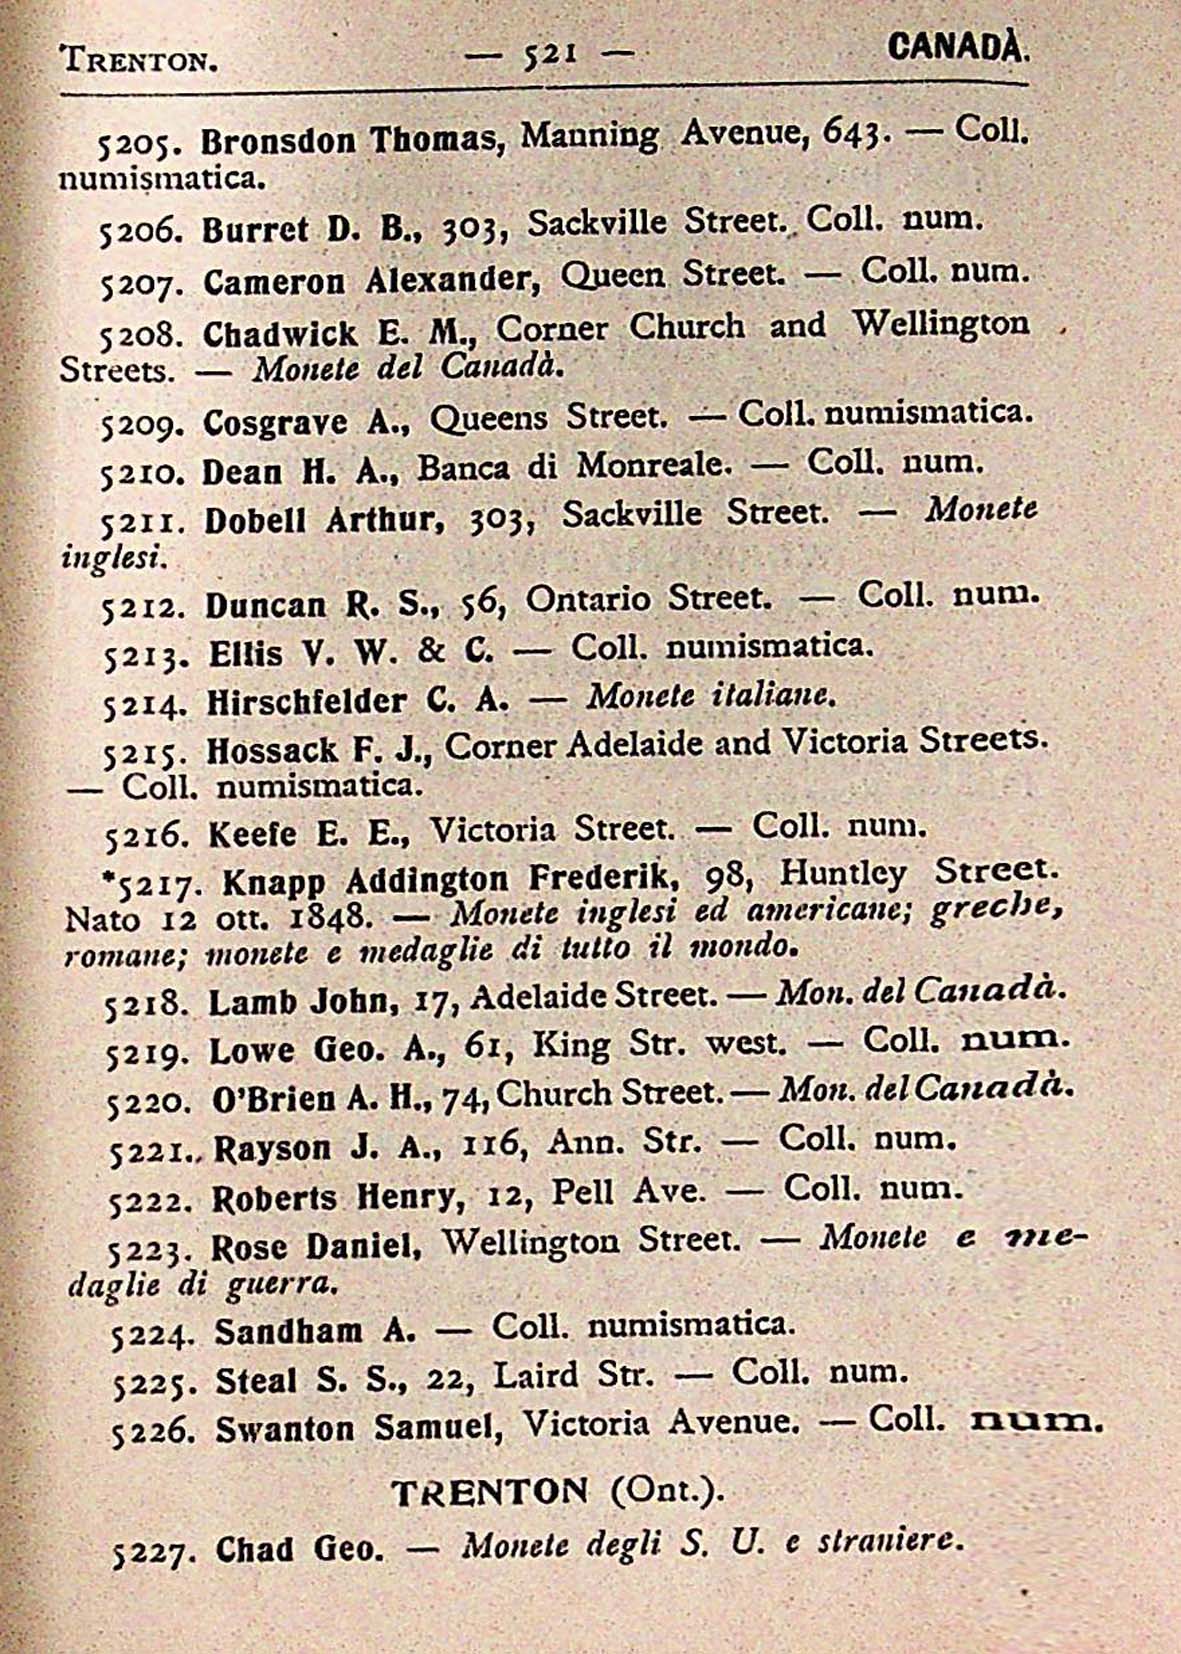 TRENTON. — 521 — CANADÀ.
5205. Bronsdon Thomas, Manning Avenue, 643. — Coll.
numismatica.
5206. Burret D. B., 303, Sackville Street. Coll. num.
5207. Cameron Alexander, Queen Street. — Coll. num.
5208. Chadwick E. M., Corner Church and Wellington
Streets. — Monete del Canadà.
5209. Cosgrave A., Queens Street. — Coll. numismatica.
5210. Dean H. A., Banca di Monreale. — Coll. num.
5211. Dobell Arthur, 303, Sackville Street. — Monete
inglesi.
5212. Duncan R. S., 56, Ontario Street. — Coll. num.
5213. Ellis V. W. & C. — Coll. numismatica.
5214. Hirschfelder C. A. — Monete italiane.
5215. Hossack F. J., Corner Adelaide and Victoria Streets.
— Coll. numismatica.
5216. Keefe E. E., Victoria Street. — Coll. num.
*5217. Knapp Addington Frederik, 98, Huntley Street.
Nato 12 ott. 1848. — Monete inglesi ed americane; greche,
romane; monete e medaglie di tutto il mondo.
5218. Lamb John, 17, Adelaide Street. — Mon. del Canadà.
5219. Lowe Geo. A., 61, King Str. west. — Coll. num.
5220. O'Brien A. H., 74, Church Street. — Mon. del Canadà.
5221. Rayson J. A., 116, Ann. Str. — Coll. num.
5222. Roberts Henry, 12, Pell Ave. — Coll. num.
5223. Rose Daniel, Wellington Street. — Monete e me-
daglie di guerra.
5224. Sandham A. — Coll. numismatica.
5225. Steal S. S., 22, Laird Str. — Coll. num.
5226. Swanton Samuel, Victoria Avenue. — Coll. num.
TRENTON (Ont.).
5227. Chad Geo. — Monete degli S. U. e straniere.